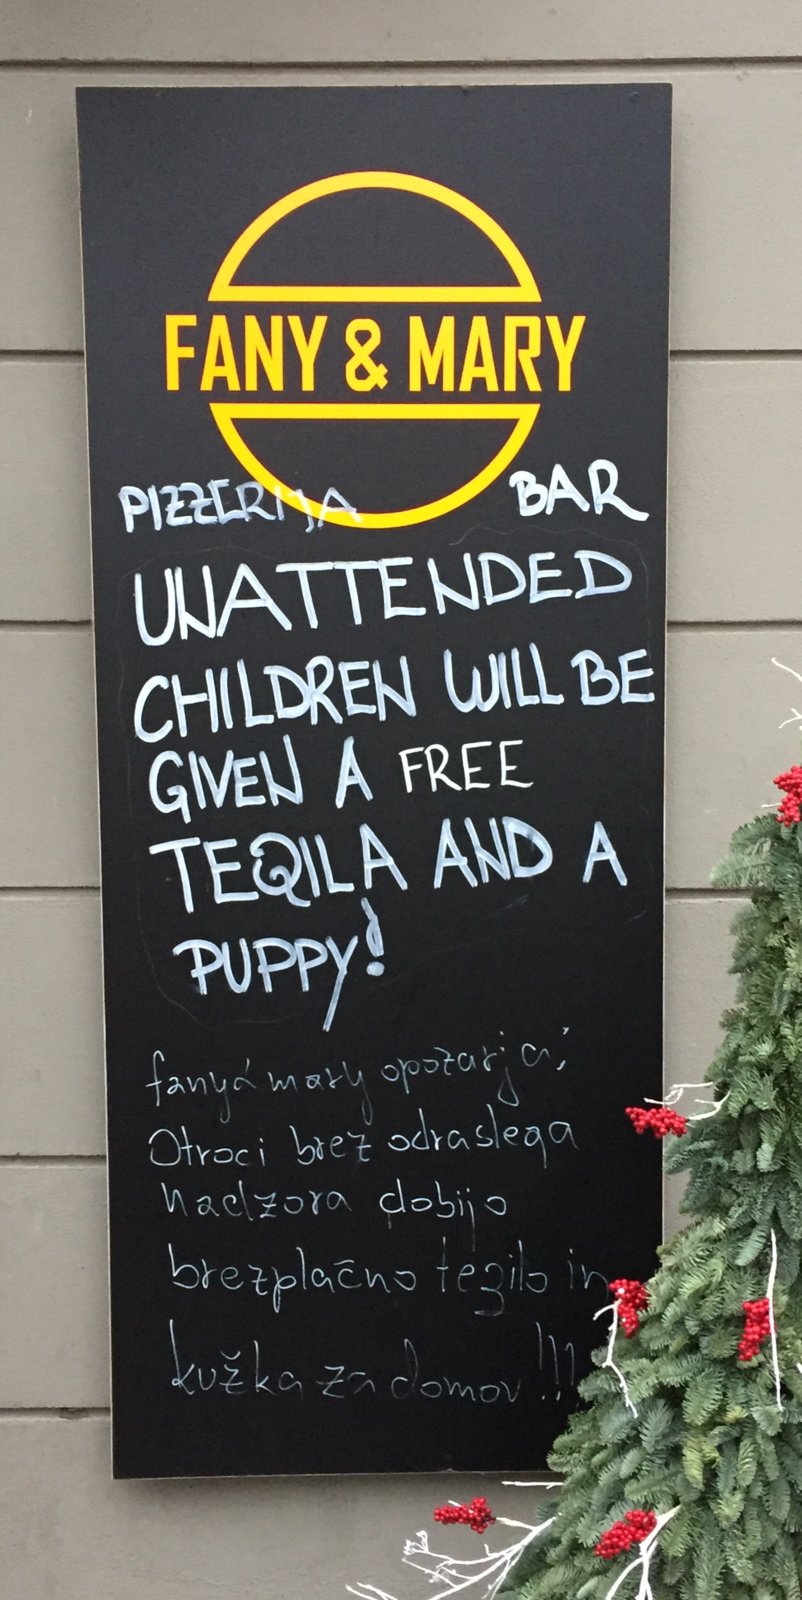 FANY & MARY
PIZZERIJA BAR
UNATTENDED
CHILDREN WILL BE
GIVEN A FREE
TEQILA AND A
PUPPY!
fany & mary opozarja:
Otroci brez odraslega
nadzora dobijo
brezplačno teqilo in
kužka za domov!!!